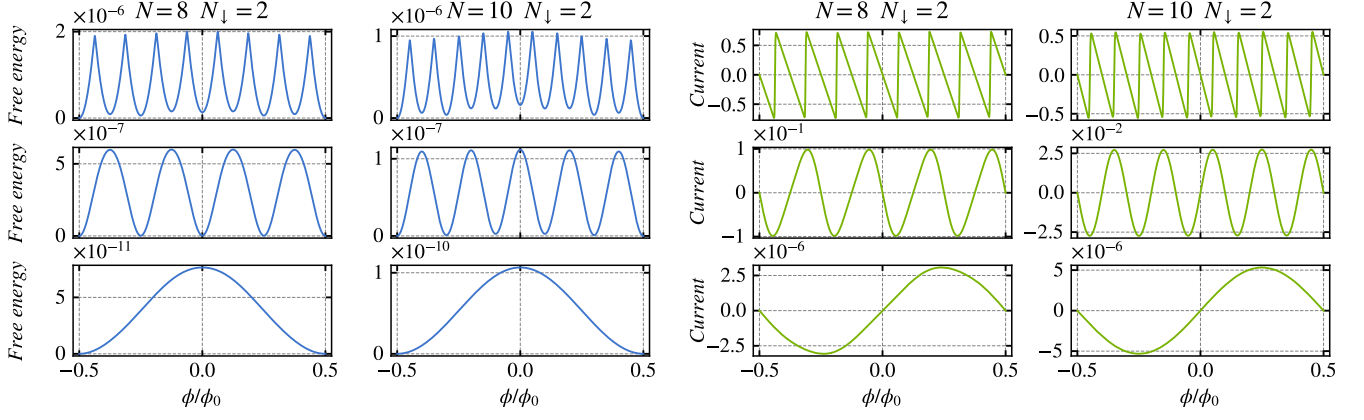 ×10⁻⁶ N=8 N↓=2 ×10⁻⁶ N=10 N↓=2 N=8 N↓=2 N=10 N↓=2
Free energy 2 1 0
1 0
Current 0.5 0.0 −0.5
0.5 0.0 −0.5
×10⁻⁷ ×10⁻⁷ ×10⁻¹ ×10⁻²
Free energy 5 0
1 0
Current 1 0 −1
2.5 0.0 −2.5
×10⁻¹¹ ×10⁻¹⁰ ×10⁻⁶ ×10⁻⁶
Free energy 5 0
1 0
Current 2.5 0.0 −2.5
5 0 −5
−0.5 0.0 0.5 −0.5 0.0 0.5 −0.5 0.0 0.5 −0.5 0.0 0.5
ϕ/ϕ₀ ϕ/ϕ₀ ϕ/ϕ₀ ϕ/ϕ₀